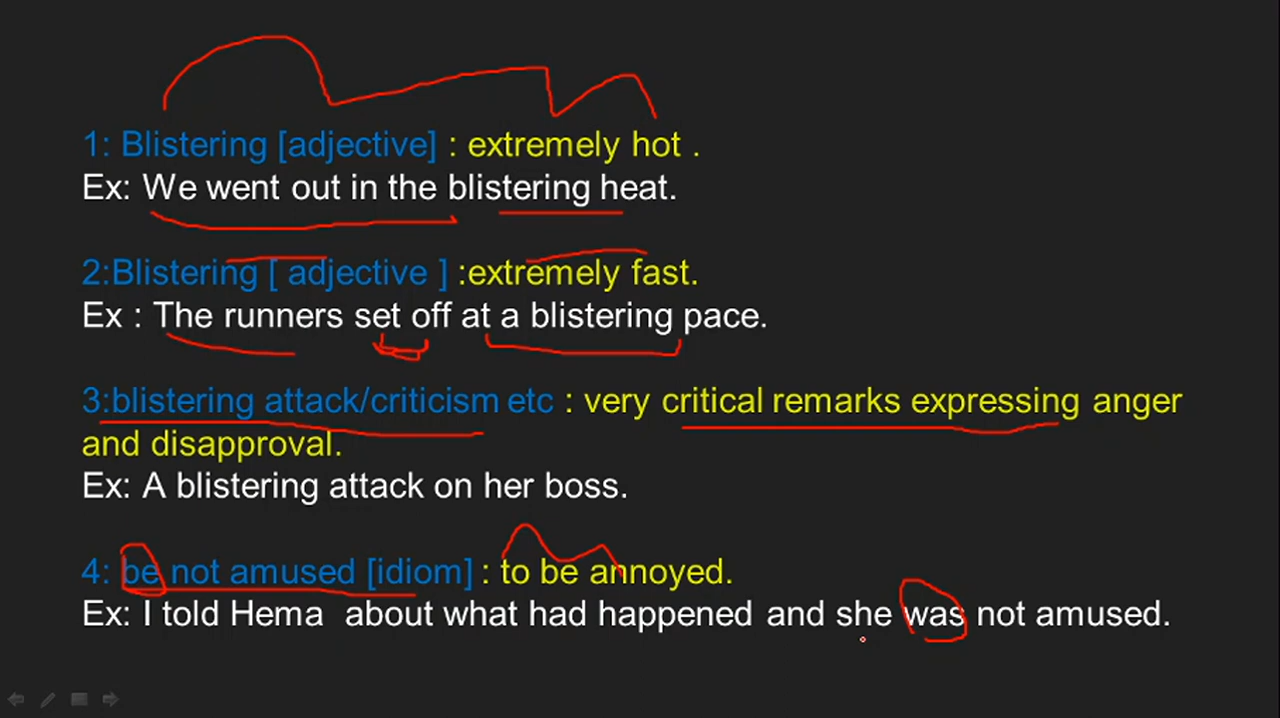 1: Blistering [adjective] : extremely hot .
Ex: We went out in the blistering heat.
2:Blistering [ adjective ] :extremely fast.
Ex : The runners set off at a blistering pace.
3:blistering attack/criticism etc : very critical remarks expressing anger
and disapproval.
Ex: A blistering attack on her boss.
4: be not amused [idiom] : to be annoyed.
Ex: I told Hema about what had happened and she was not amused.